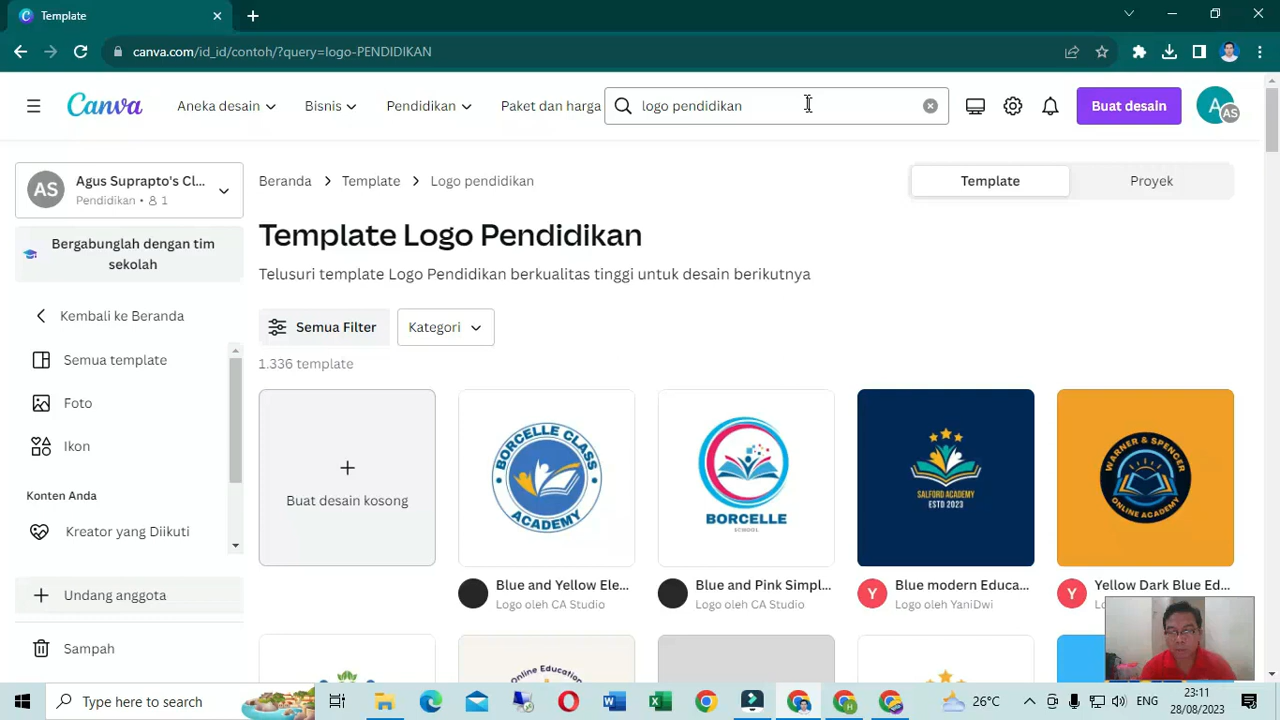 Template
canva.com/id_id/contoh/?query=logo-PENDIDIKAN
Canva
Aneka desain
Bisnis
Pendidikan
Paket dan harga
logo pendidikan
Buat desain
A
AS
AS
Agus Suprapto's Cl...
Pendidikan • 1
Beranda
Template
Logo pendidikan
Template
Proyek
Bergabunglah dengan tim
sekolah
Template Logo Pendidikan
Telusuri template Logo Pendidikan berkualitas tinggi untuk desain berikutnya
Kembali ke Beranda
Semua Filter
Kategori
Semua template
1.336 template
Foto
Ikon
Konten Anda
Kreator yang Diikuti
Undang anggota
Sampah
Buat desain kosong
BORCELLE CLASS
ACADEMY
BORCELLE
SCHOOL
SALFORD ACADEMY
ESTD 2023
WARNER & SPENCER
ONLINE ACADEMY
Blue and Yellow Ele...
Logo oleh CA Studio
Blue and Pink Simpl...
Logo oleh CA Studio
Y
Blue modern Educa...
Logo oleh YaniDwi
Y
Yellow Dark Blue Ed...
Online Education
Type here to search
26°C
ENG
23:11
28/08/2023